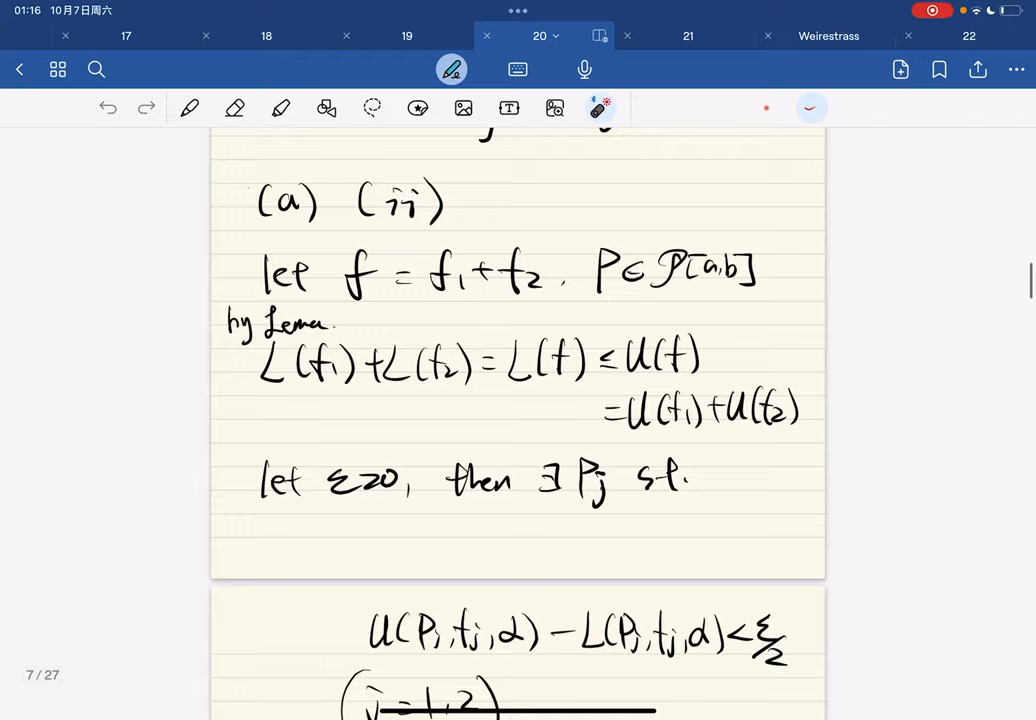 01:16 10月7日周六
17 18 19 20 21 Weirestrass 22
(a) (ii)
let f = f₁+f₂. P∈𝒫[a,b]
by Lema.
L(f₁)+L(f₂)=L(f)≤U(f)
=U(f₁)+U(f₂)
let ε>0, then ∃ Pj st.
U(Pj,fj,α)-L(Pj,fj,α)<ε/2
(j=1,2)
7 / 27